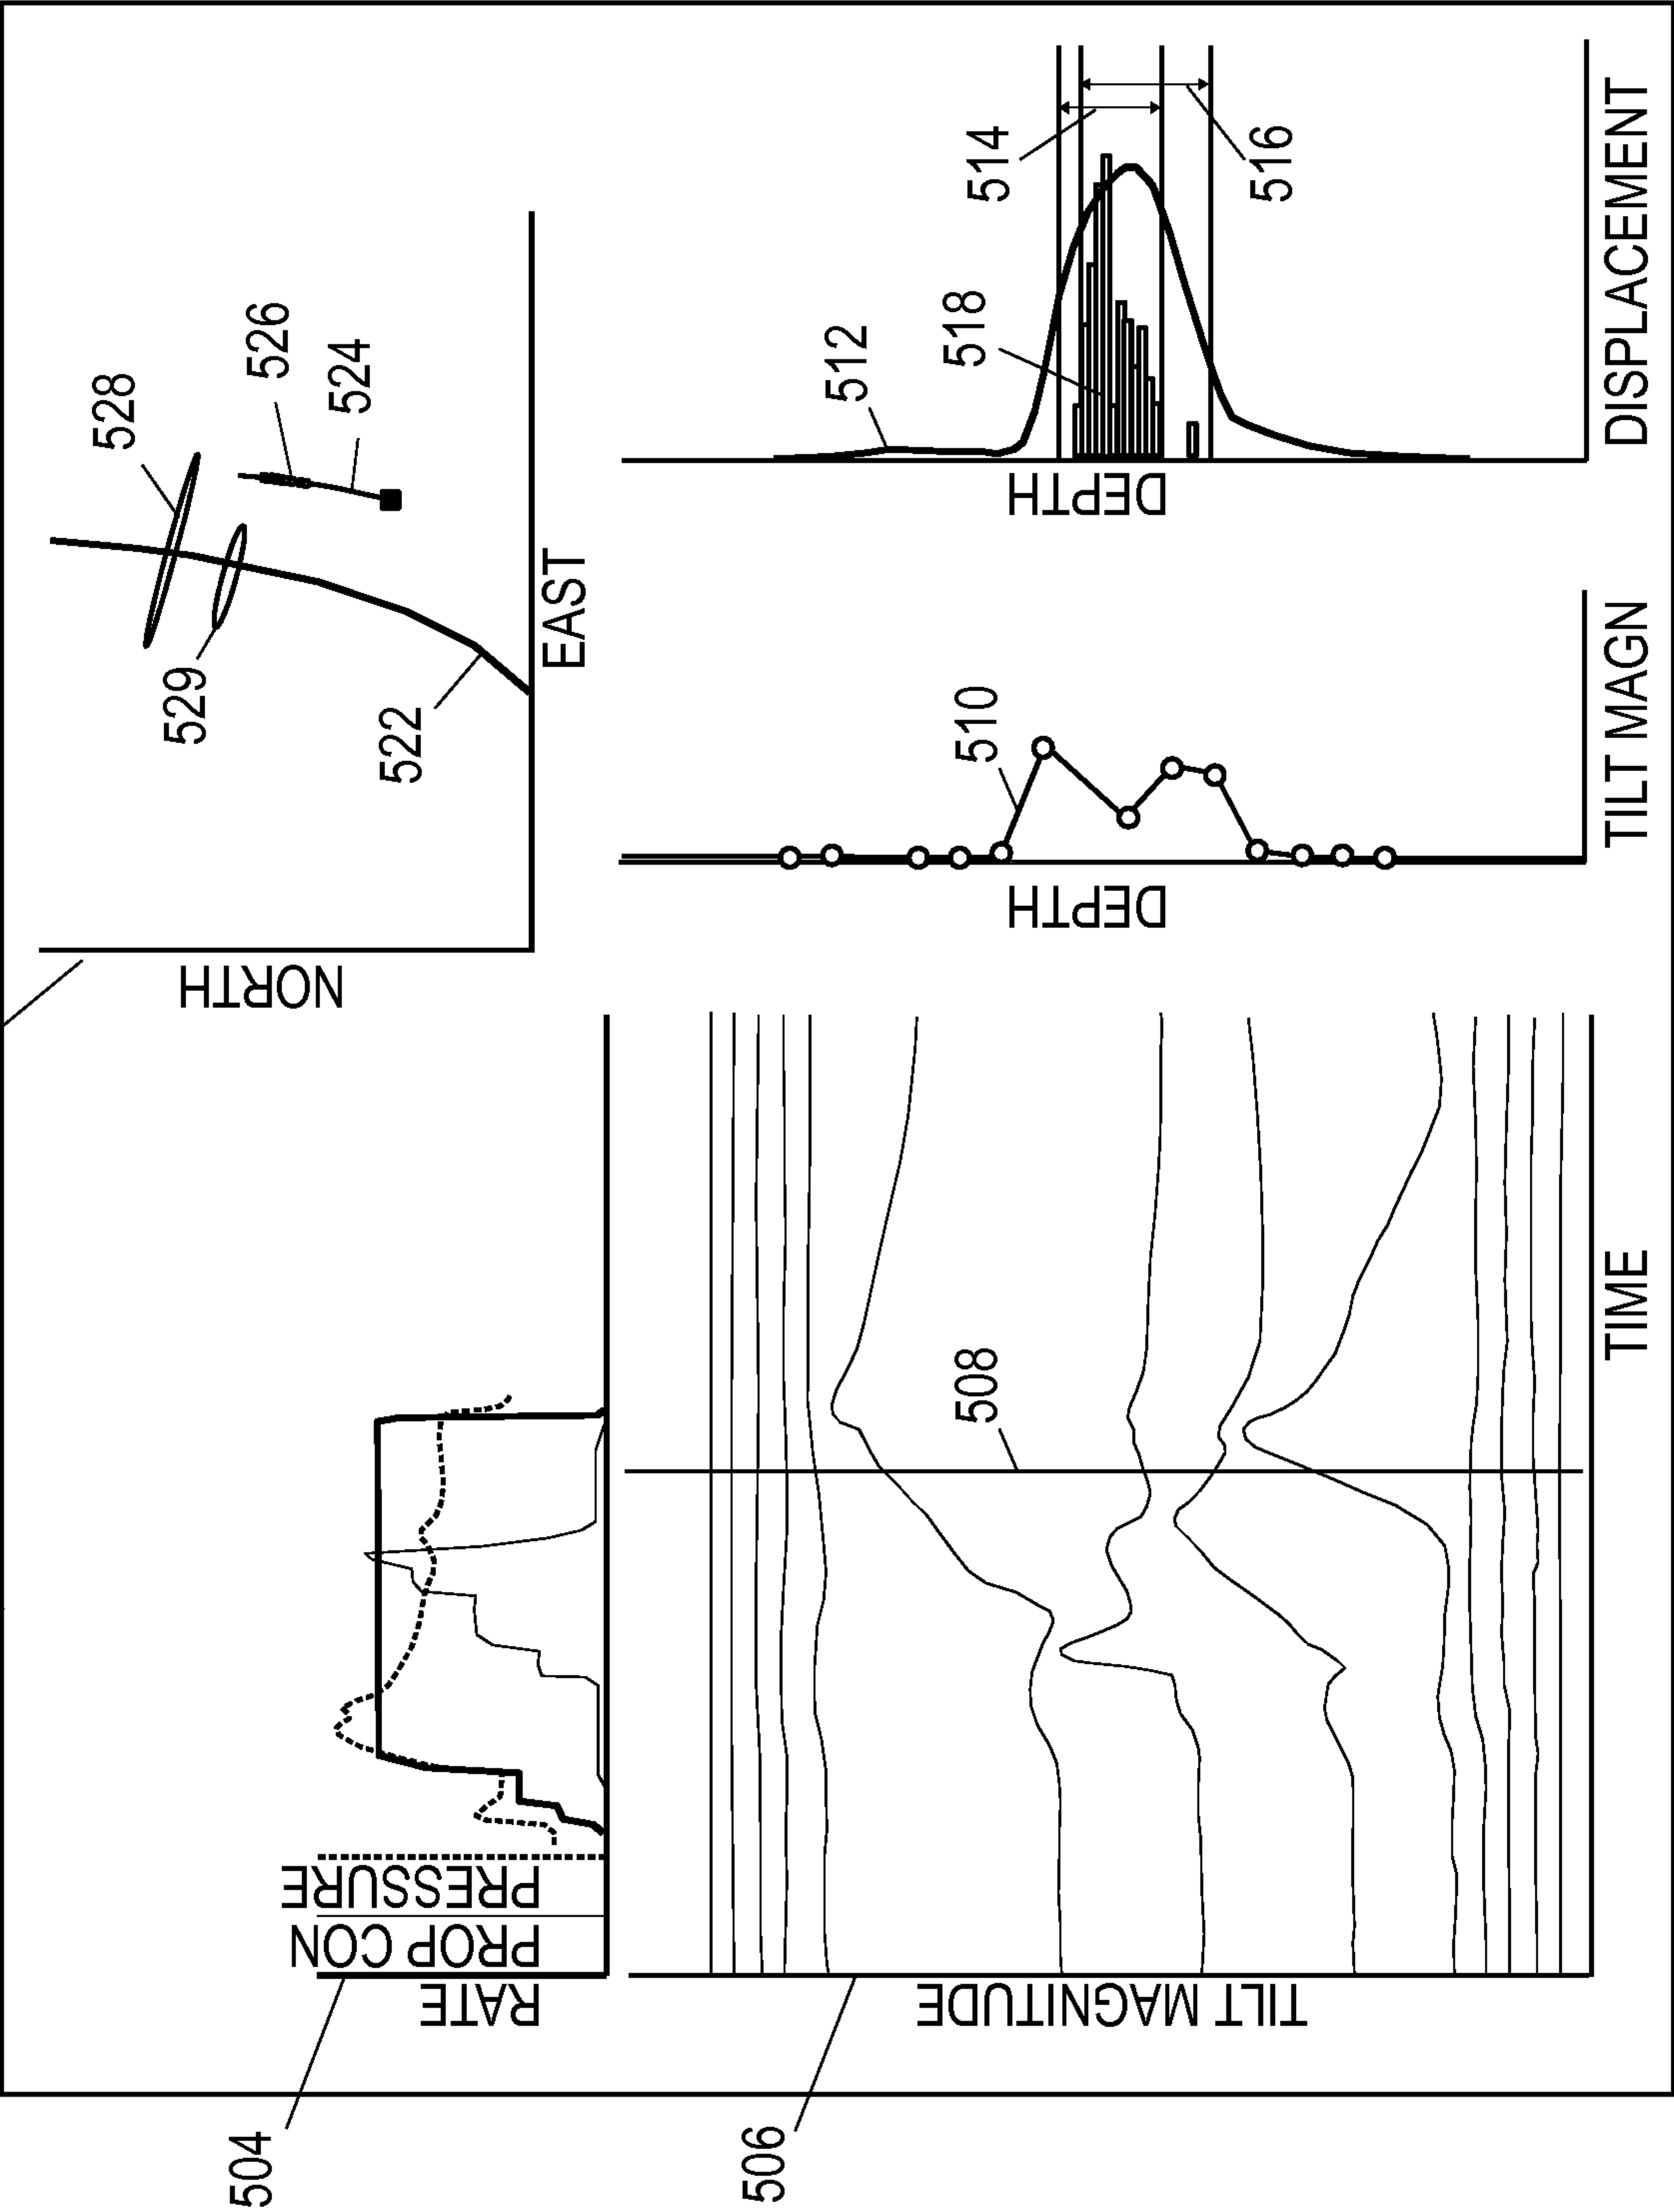 504
RATE
PROP CON
PRESSURE
NORTH
EAST
528
529
526
524
522
506
TILT MAGNITUDE
508
TIME
DEPTH
510
TILT MAGN
DEPTH
512
518
514
516
DISPLACEMENT